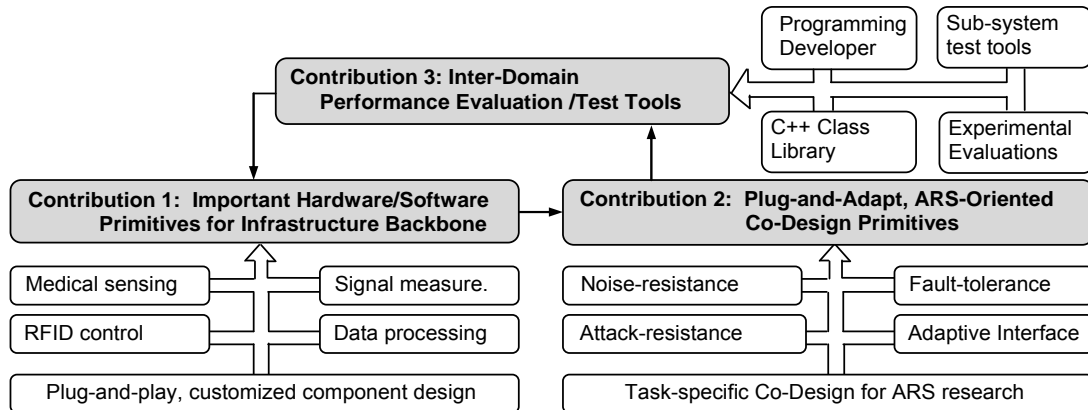 Programming
Developer
Sub-system
test tools
Contribution 3: Inter-Domain
Performance Evaluation /Test Tools
C++ Class
Library
Experimental
Evaluations
Contribution 1: Important Hardware/Software
Primitives for Infrastructure Backbone
Contribution 2: Plug-and-Adapt, ARS-Oriented
Co-Design Primitives
Medical sensing
Signal measure.
RFID control
Data processing
Plug-and-play, customized component design
Noise-resistance
Fault-tolerance
Attack-resistance
Adaptive Interface
Task-specific Co-Design for ARS research